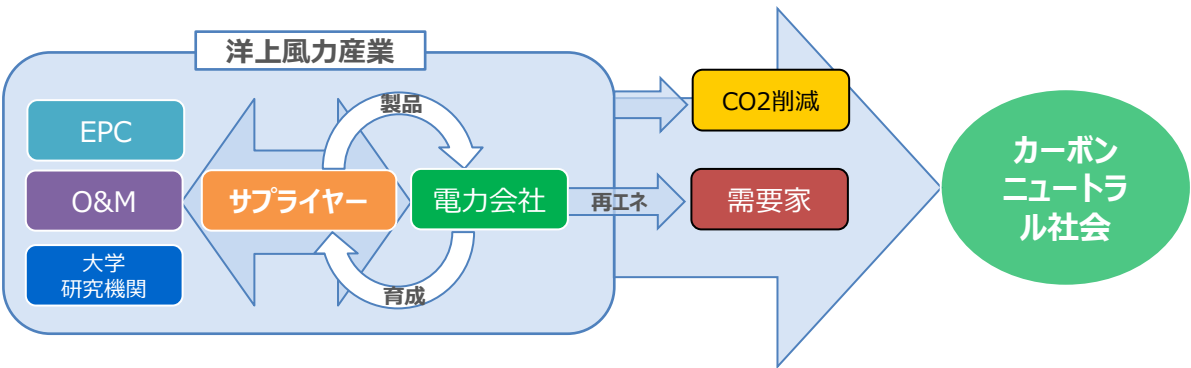 洋上風力産業
製品
EPC
O&M
大学
研究機関
サプライヤー
電力会社
育成
再エネ
CO2削減
需要家
カーボン
ニュートラ
ル社会